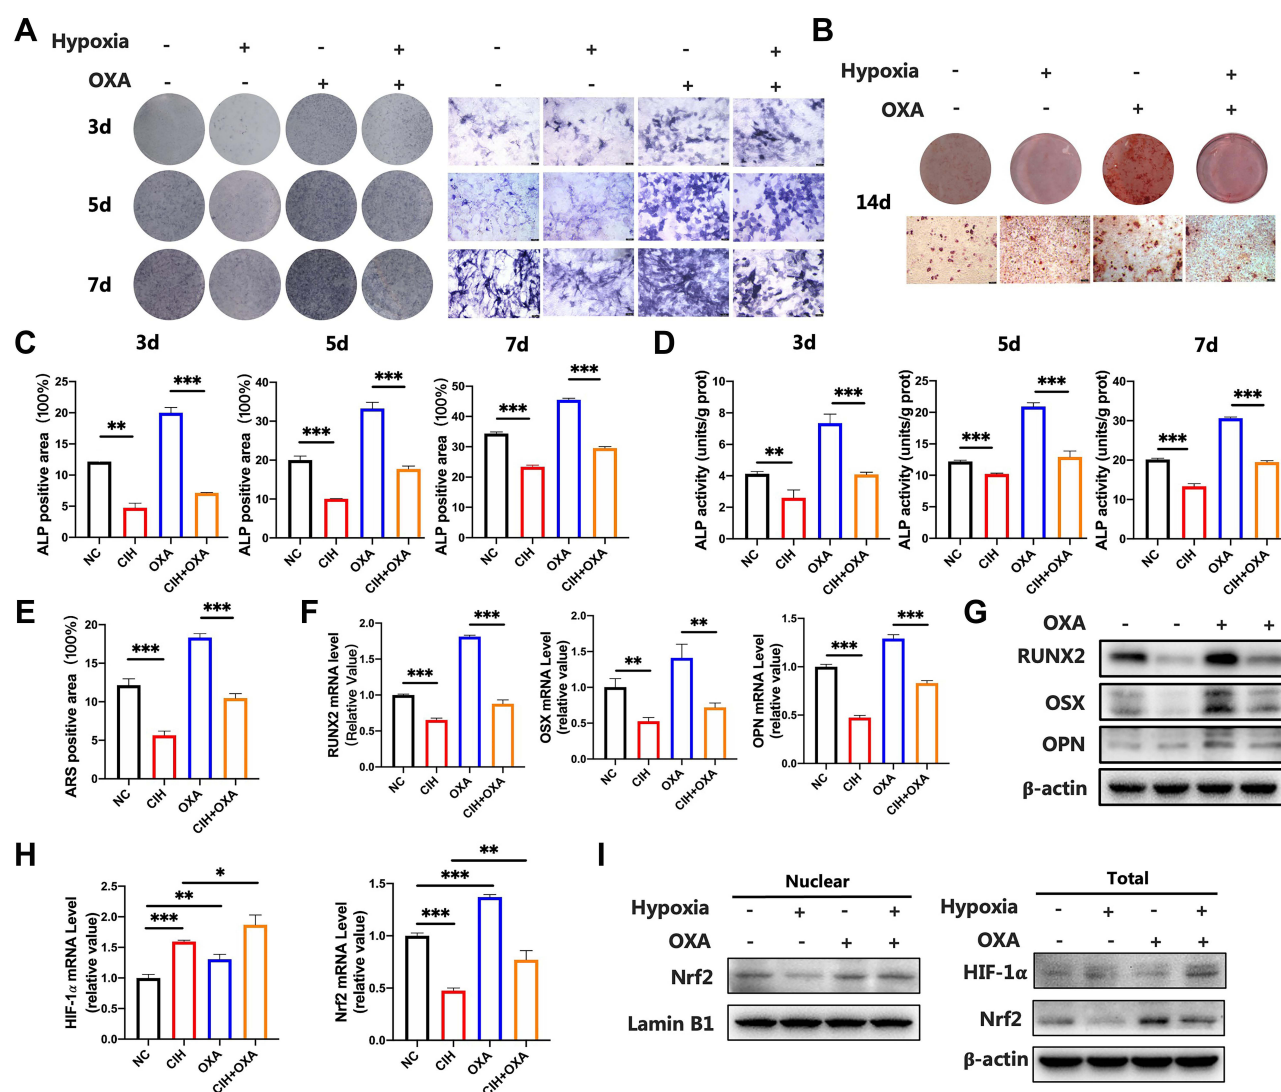 A
Hypoxia - + - + - + - +
OXA - - + + - - + +
3d
5d
7d
B
Hypoxia - + - +
OXA - - + +
14d
C
3d 5d 7d
ALP positive area (100%)
25
20
15
10
5
0
**
***
NC CIH OXA CIH+OXA
ALP positive area (100%)
40
30
20
10
0
***
***
NC CIH OXA CIH+OXA
ALP positive area (100%)
50
40
30
20
10
0
***
***
NC CIH OXA CIH+OXA
D
3d 5d 7d
ALP activity (units/g prot)
10
8
6
4
2
0
**
***
NC CIH OXA CIH+OXA
ALP activity (units/g prot)
25
20
15
10
5
0
***
***
NC CIH OXA CIH+OXA
ALP activity (units/g prot)
40
30
20
10
0
***
***
NC CIH OXA CIH+OXA
E
ARS positive area (100%)
20
15
10
5
0
***
***
NC CIH OXA CIH+OXA
F
RUNX2 mRNA Level
(Relative Value)
2.0
1.5
1.0
0.5
0.0
***
***
NC CIH OXA CIH+OXA
OSX mRNA Level
(relative value)
2.0
1.5
1.0
0.5
0.0
**
**
NC CIH OXA CIH+OXA
OPN mRNA Level
(relative value)
1.5
1.0
0.5
0.0
***
***
NC CIH OXA CIH+OXA
G
OXA - - + +
RUNX2
OSX
OPN
β-actin
H
HIF-1α mRNA Level
(relative value)
2.5
2.0
1.5
1.0
0.5
0.0
***
**
*
NC CIH OXA CIH+OXA
Nrf2 mRNA Level
(relative value)
1.5
1.0
0.5
0.0
***
***
**
NC CIH OXA CIH+OXA
I
Nuclear
Hypoxia - + - +
OXA - - + +
Nrf2
Lamin B1
Total
Hypoxia - + - +
OXA - - + +
HIF-1α
Nrf2
β-actin